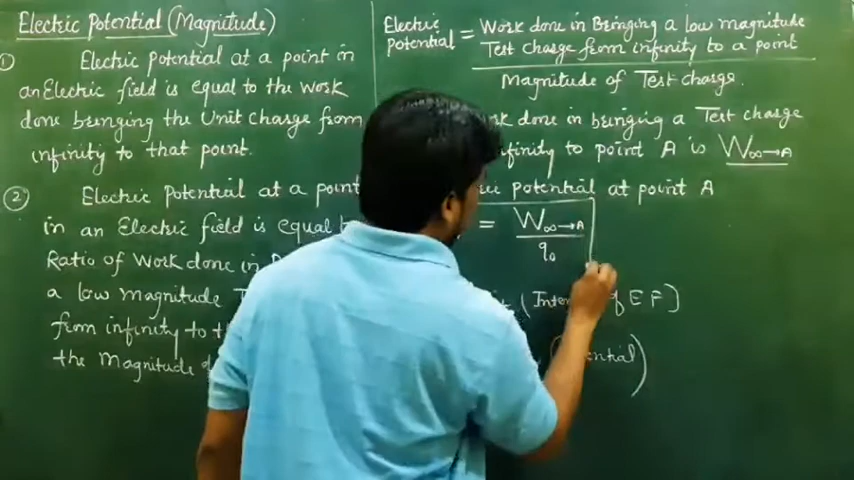 Electric Potential (Magnitude)
① Electric Potential at a point in
an Electric field is equal to the Work
done bringing the Unit charge from
infinity to that point.
② Electric Potential at a point
in an Electric field is equal
Ratio of Work done in
a low magnitude
from infinity to
the Magnitude
Electric Potential = Work done in Bringing a low magnitude
Test charge from infinity to a point
Magnitude of Test charge.
Work done in bringing a Test charge
infinity to point A is W∞→A
potential at point A
= W∞→A
q₀
of EF]